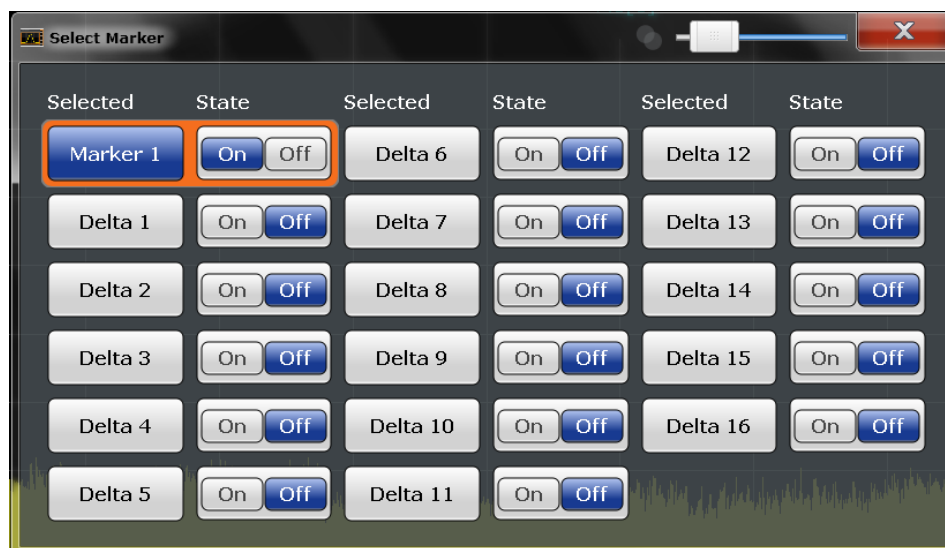 Select Marker
X
Selected State Selected State Selected State
Marker 1 On Off Delta 6 On Off Delta 12 On Off
Delta 1 On Off Delta 7 On Off Delta 13 On Off
Delta 2 On Off Delta 8 On Off Delta 14 On Off
Delta 3 On Off Delta 9 On Off Delta 15 On Off
Delta 4 On Off Delta 10 On Off Delta 16 On Off
Delta 5 On Off Delta 11 On Off